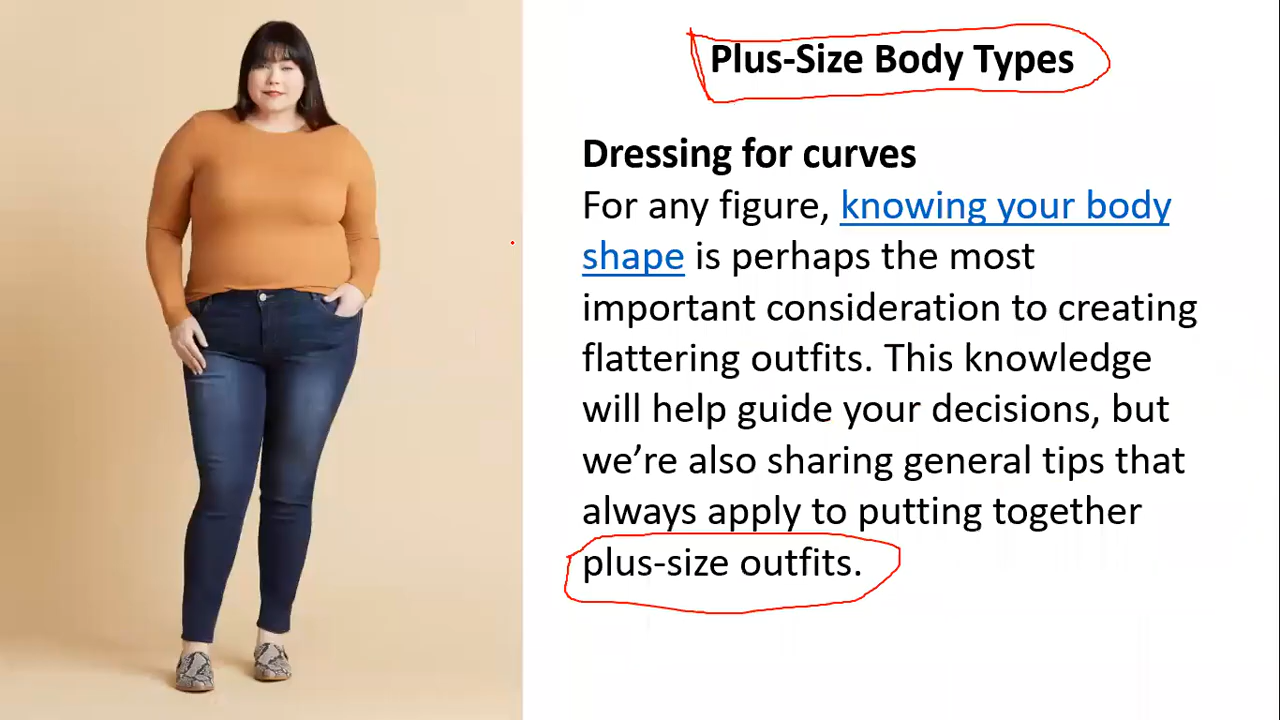 Plus-Size Body Types
Dressing for curves
For any figure, knowing your body
shape is perhaps the most
important consideration to creating
flattering outfits. This knowledge
will help guide your decisions, but
we’re also sharing general tips that
always apply to putting together
plus-size outfits.